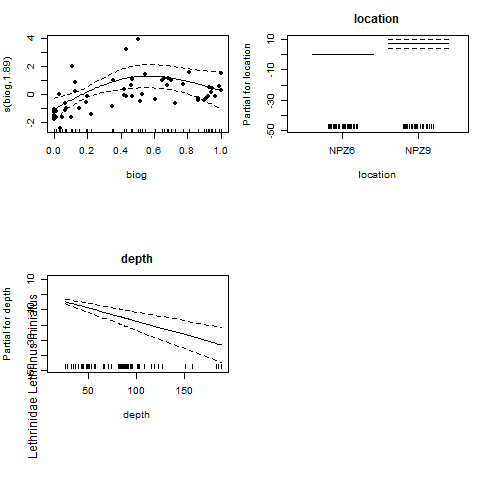 s(biog,1.89)
4
2
0
-2
0.0 0.2 0.4 0.6 0.8 1.0
biog
location
Partial for location
10
-10
-30
-50
NPZ6 NPZ9
location
depth
Partial for depth
10
50 100 150
depth
Lethrinidae Lethrinus miniatus